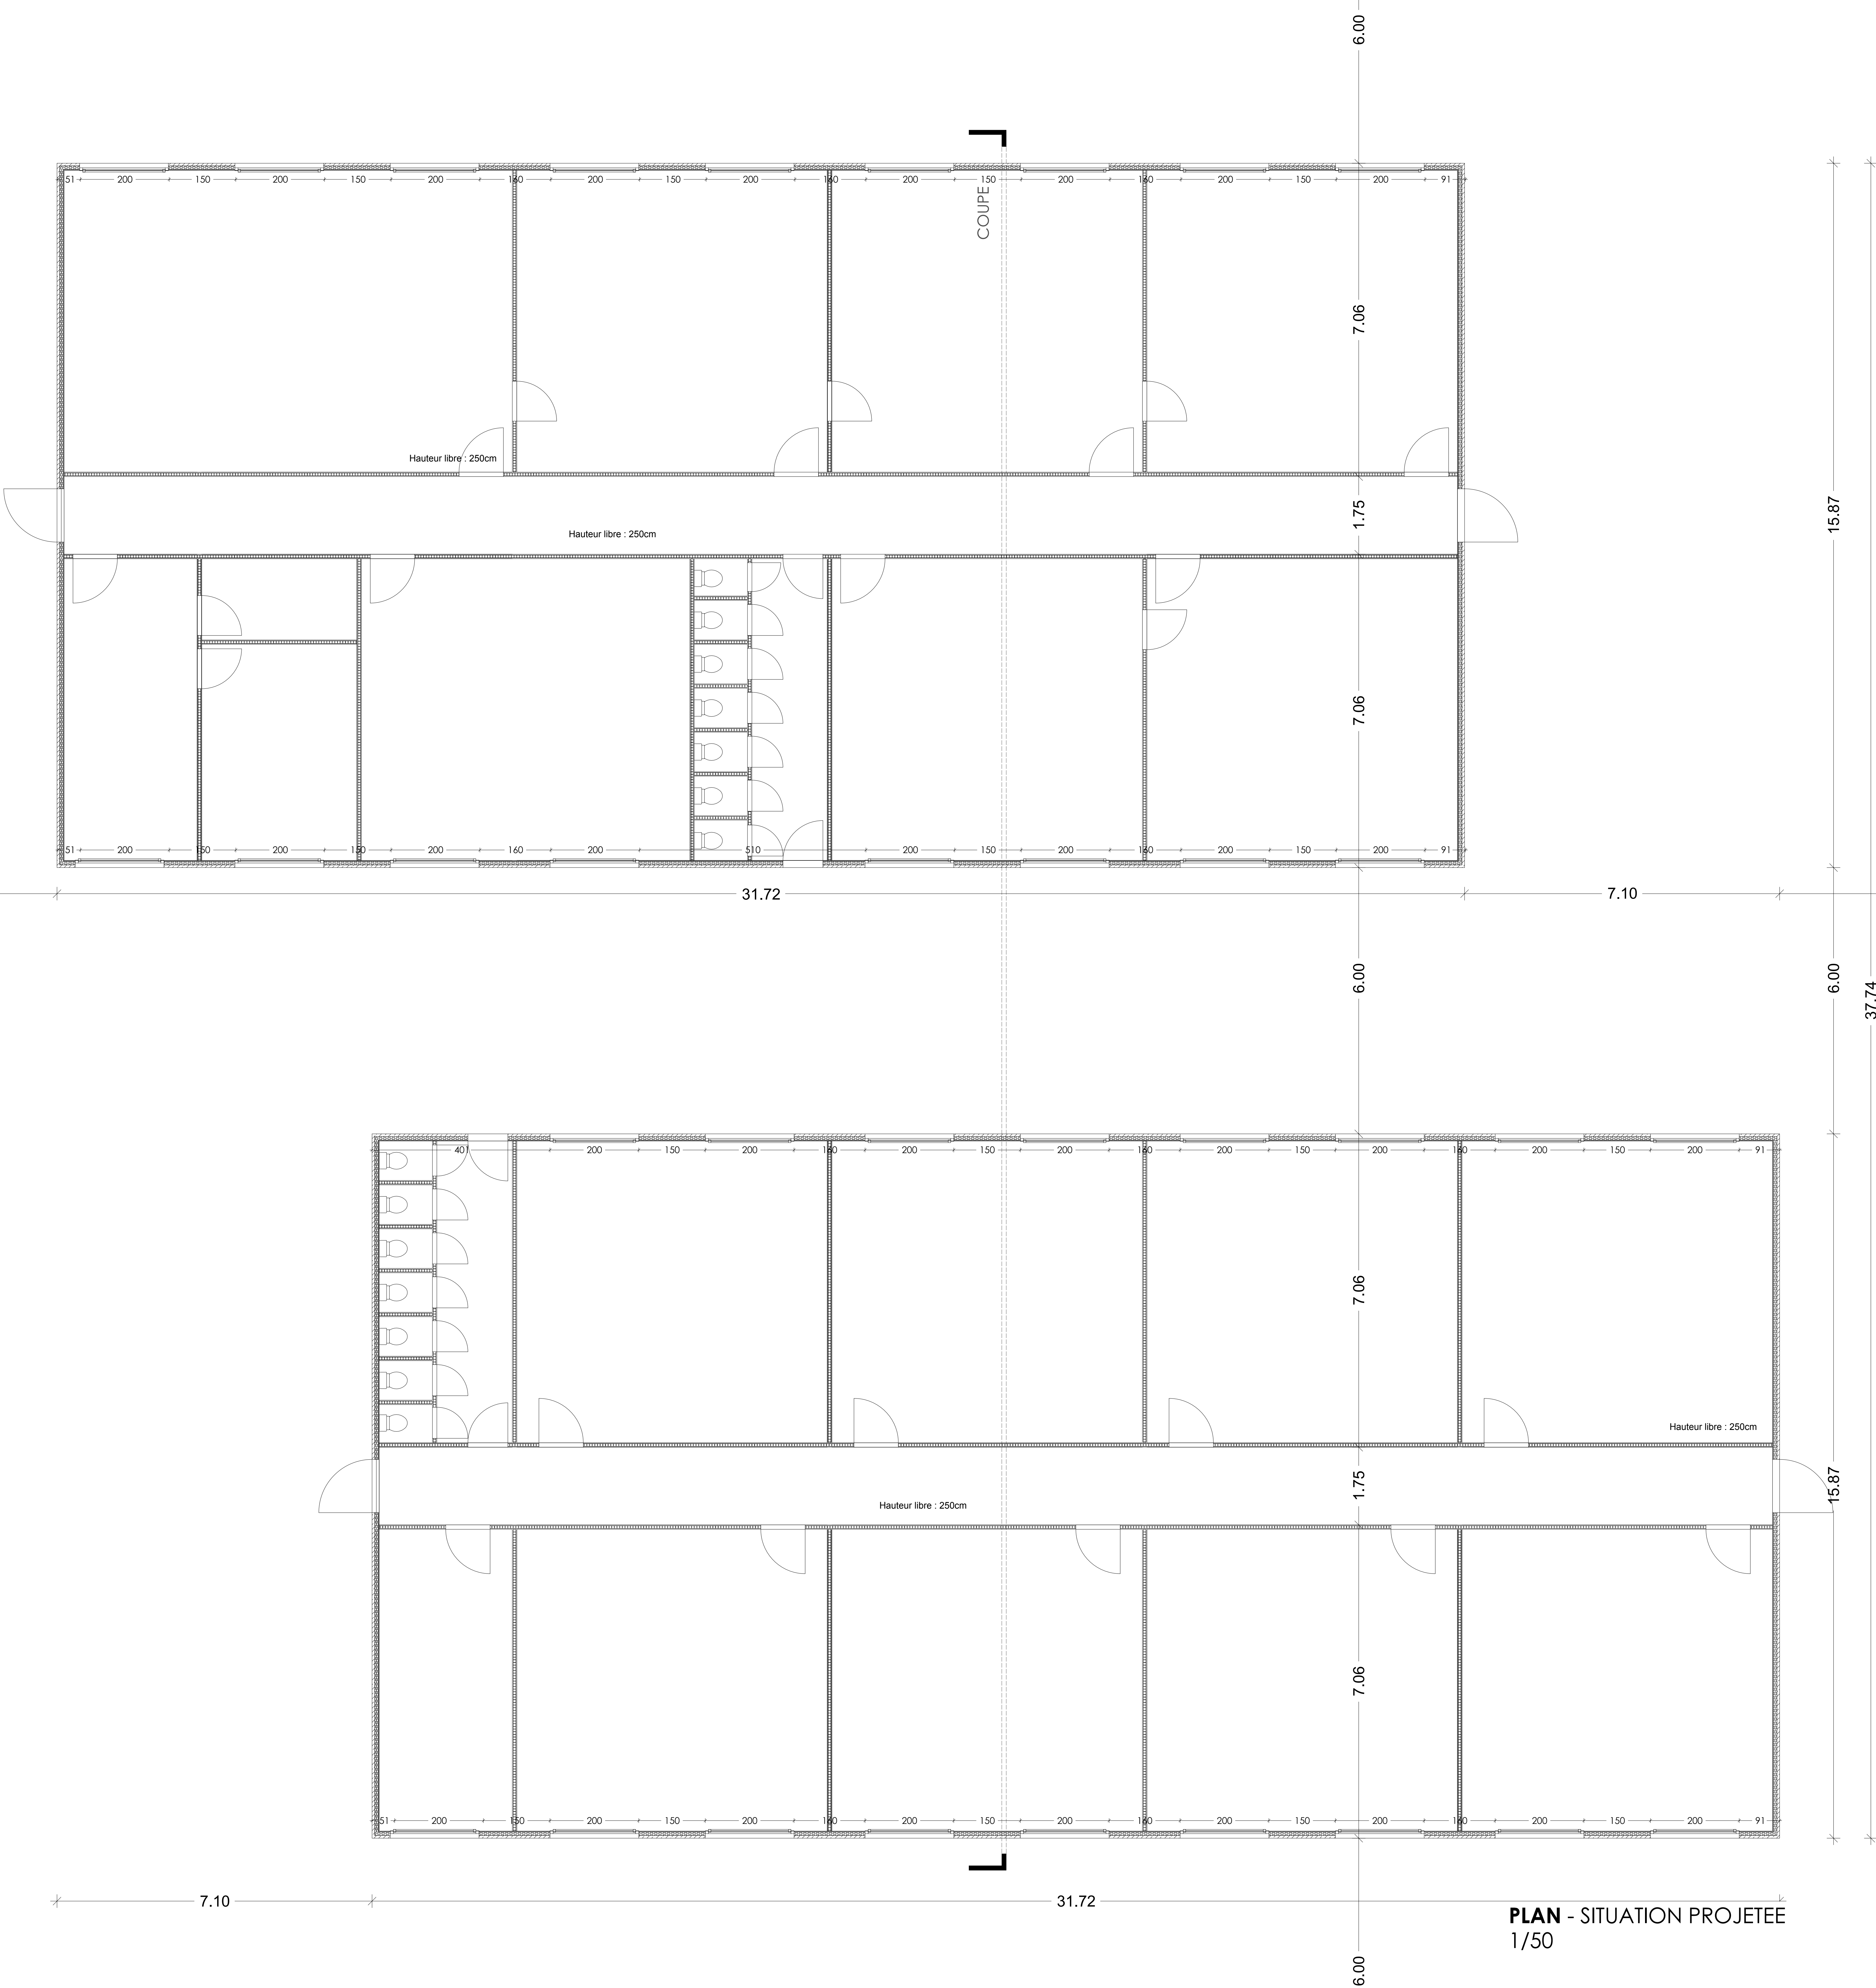 6.00
51 200 150 200 150 200 160 200 150 200 160 200 150 200 160 200 150 200 91
COUPE
7.06
Hauteur libre : 250cm
1.75
15.87
Hauteur libre : 250cm
7.06
51 200 150 200 150 200 160 200 510 200 150 200 160 200 150 200 91
31.72 7.10
6.00 6.00
37.74
401 200 150 200 160 200 150 200 160 200 150 200 160 200 150 200 91
7.06
Hauteur libre : 250cm
1.75
15.87
Hauteur libre : 250cm
7.06
51 200 150 200 150 200 160 200 150 200 160 200 150 200 160 200 150 200 91
7.10 31.72
PLAN - SITUATION PROJETEE
1/50
6.00